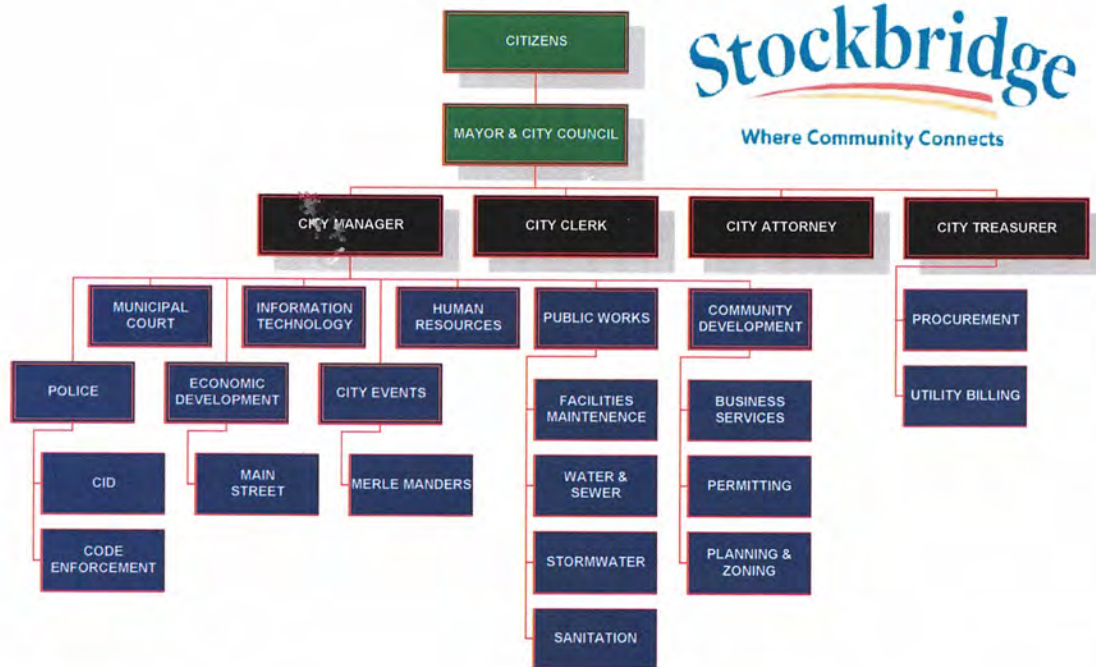 CITIZENS
Stockbridge
Where Community Connects
MAYOR & CITY COUNCIL
CITY MANAGER
CITY CLERK
CITY ATTORNEY
CITY TREASURER
MUNICIPAL
COURT
INFORMATION
TECHNOLOGY
HUMAN
RESOURCES
PUBLIC WORKS
COMMUNITY
DEVELOPMENT
PROCUREMENT
POLICE
ECONOMIC
DEVELOPMENT
CITY EVENTS
FACILITIES
MAINTENENCE
BUSINESS
SERVICES
UTILITY BILLING
CID
MAIN
STREET
MERLE MANDERS
WATER &
SEWER
PERMITTING
CODE
ENFORCEMENT
STORMWATER
PLANNING &
ZONING
SANITATION